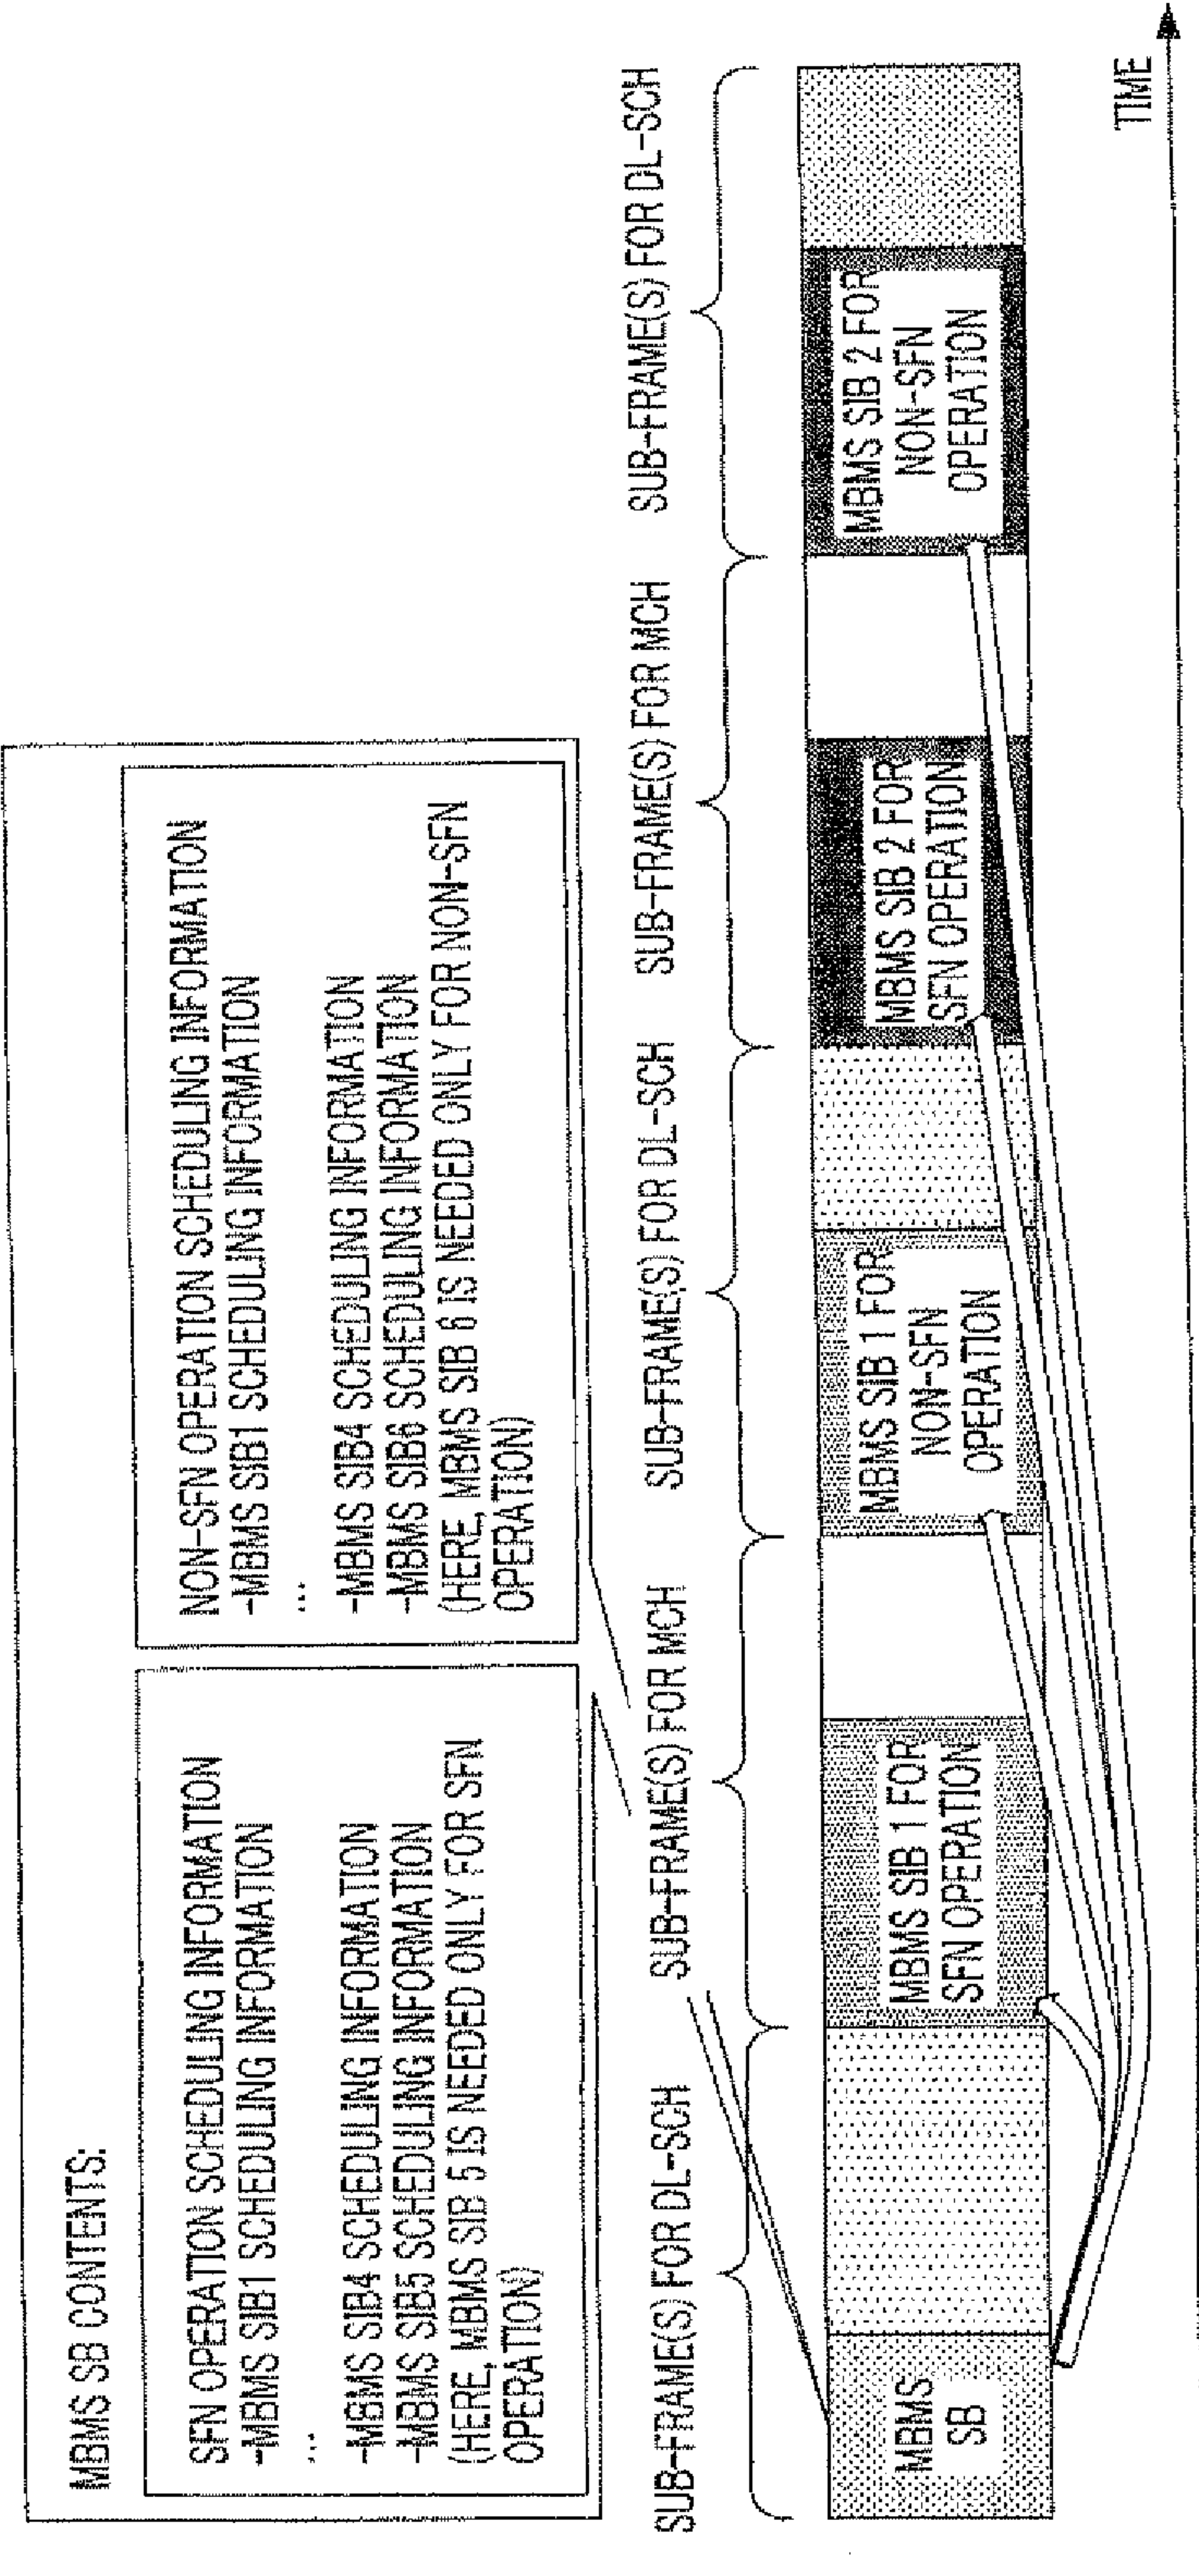 MBMS SB CONTENTS:
SFN OPERATION SCHEDULING INFORMATION
-MBMS SIB1 SCHEDULING INFORMATION
...
-MBMS SIB4 SCHEDULING INFORMATION
-MBMS SIB5 SCHEDULING INFORMATION
(HERE, MBMS SIB 5 IS NEEDED ONLY FOR SFN
OPERATION)
NON-SFN OPERATION SCHEDULING INFORMATION
-MBMS SIB1 SCHEDULING INFORMATION
...
-MBMS SIB4 SCHEDULING INFORMATION
-MBMS SIB6 SCHEDULING INFORMATION
(HERE, MBMS SIB 6 IS NEEDED ONLY FOR NON-SFN
OPERATION)
SUB-FRAME(S) FOR DL-SCH
SUB-FRAME(S) FOR MCH
SUB-FRAME(S) FOR DL-SCH
SUB-FRAME(S) FOR MCH
SUB-FRAME(S) FOR DL-SCH
MBMS
SB
MBMS SIB 1 FOR
SFN OPERATION
MBMS SIB 1 FOR
NON-SFN
OPERATION
MBMS SIB 2 FOR
SFN OPERATION
MBMS SIB 2 FOR
NON-SFN
OPERATION
TIME